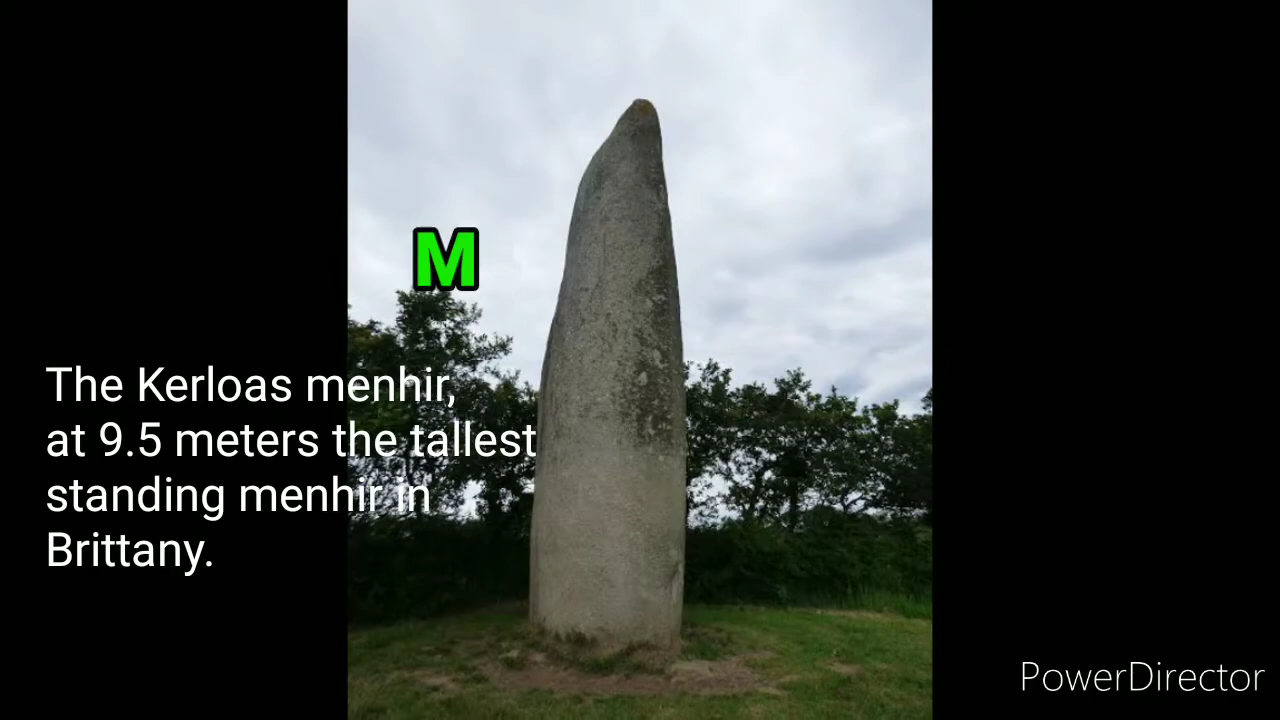 M
The Kerloas menhir,
at 9.5 meters the tallest
standing menhir in
Brittany.
PowerDirector